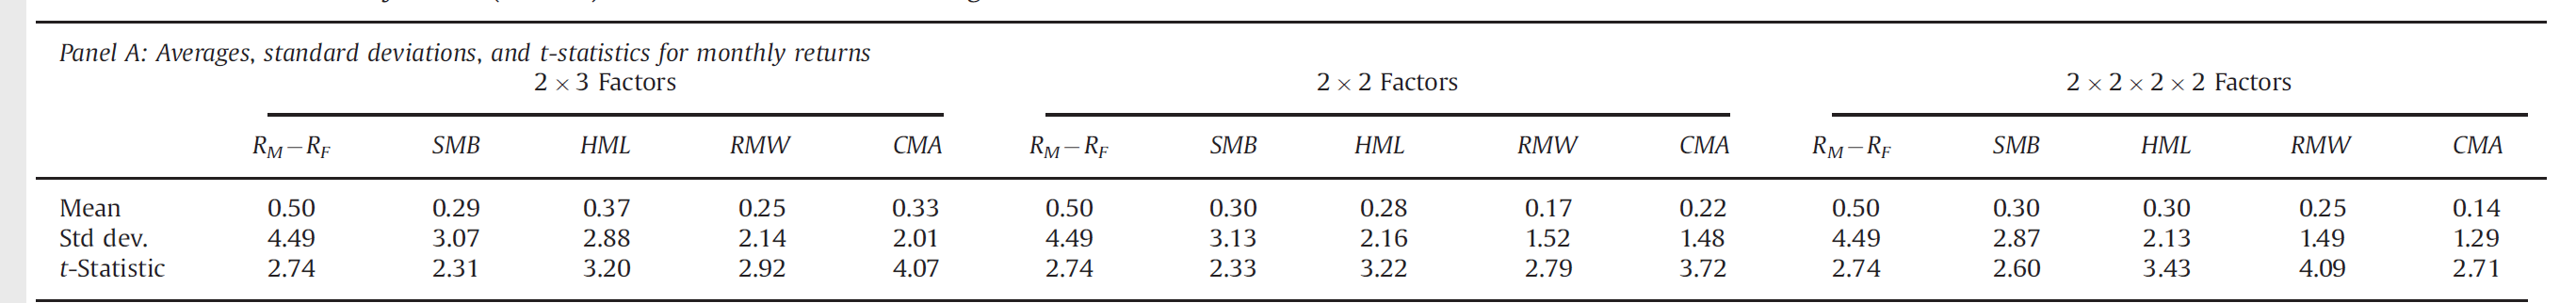 Panel A: Averages, standard deviations, and t-statistics for monthly returns
2 × 3 Factors 2 × 2 Factors 2 × 2 × 2 × 2 Factors
R_M−R_F SMB HML RMW CMA R_M−R_F SMB HML RMW CMA R_M−R_F SMB HML RMW CMA
Mean 0.50 0.29 0.37 0.25 0.33 0.50 0.30 0.28 0.17 0.22 0.50 0.30 0.30 0.25 0.14
Std dev. 4.49 3.07 2.88 2.14 2.01 4.49 3.13 2.16 1.52 1.48 4.49 2.87 2.13 1.49 1.29
t-Statistic 2.74 2.31 3.20 2.92 4.07 2.74 2.33 3.22 2.79 3.72 2.74 2.60 3.43 4.09 2.71